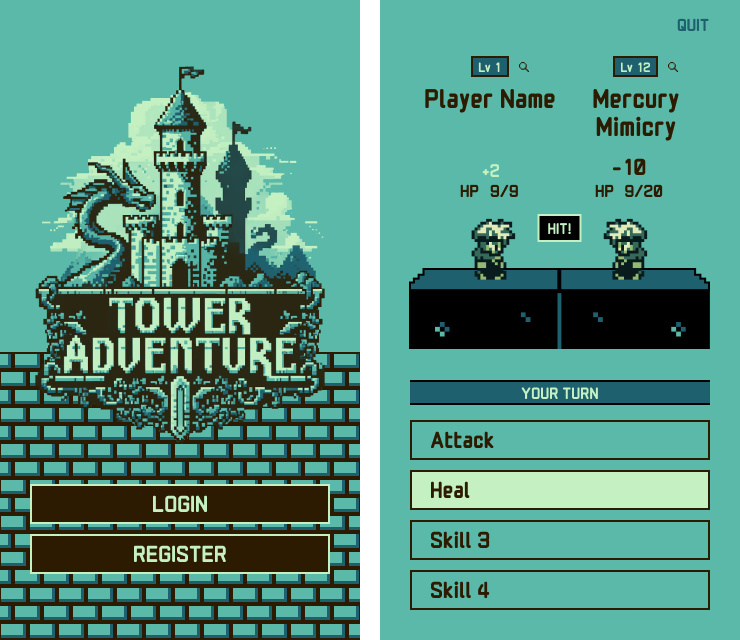 TOWER
ADVENTURE
LOGIN
REGISTER
QUIT
Lv 1
Lv 12
Player Name
Mercury
Mimicry
+2
-10
HP 9/9
HP 9/20
HIT!
YOUR TURN
Attack
Heal
Skill 3
Skill 4